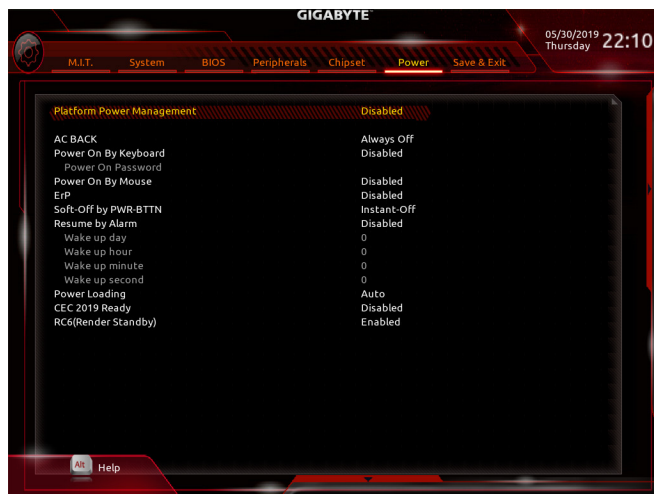 GIGABYTE™
05/30/2019
Thursday 22:10
M.I.T. System BIOS Peripherals Chipset Power Save & Exit
Platform Power Management Disabled
AC BACK Always Off
Power On By Keyboard Disabled
Power On Password
Power On By Mouse Disabled
ErP Disabled
Soft-Off by PWR-BTTN Instant-Off
Resume by Alarm Disabled
Wake up day 0
Wake up hour 0
Wake up minute 0
Wake up second 0
Power Loading Auto
CEC 2019 Ready Disabled
RC6(Render Standby) Enabled
Alt Help